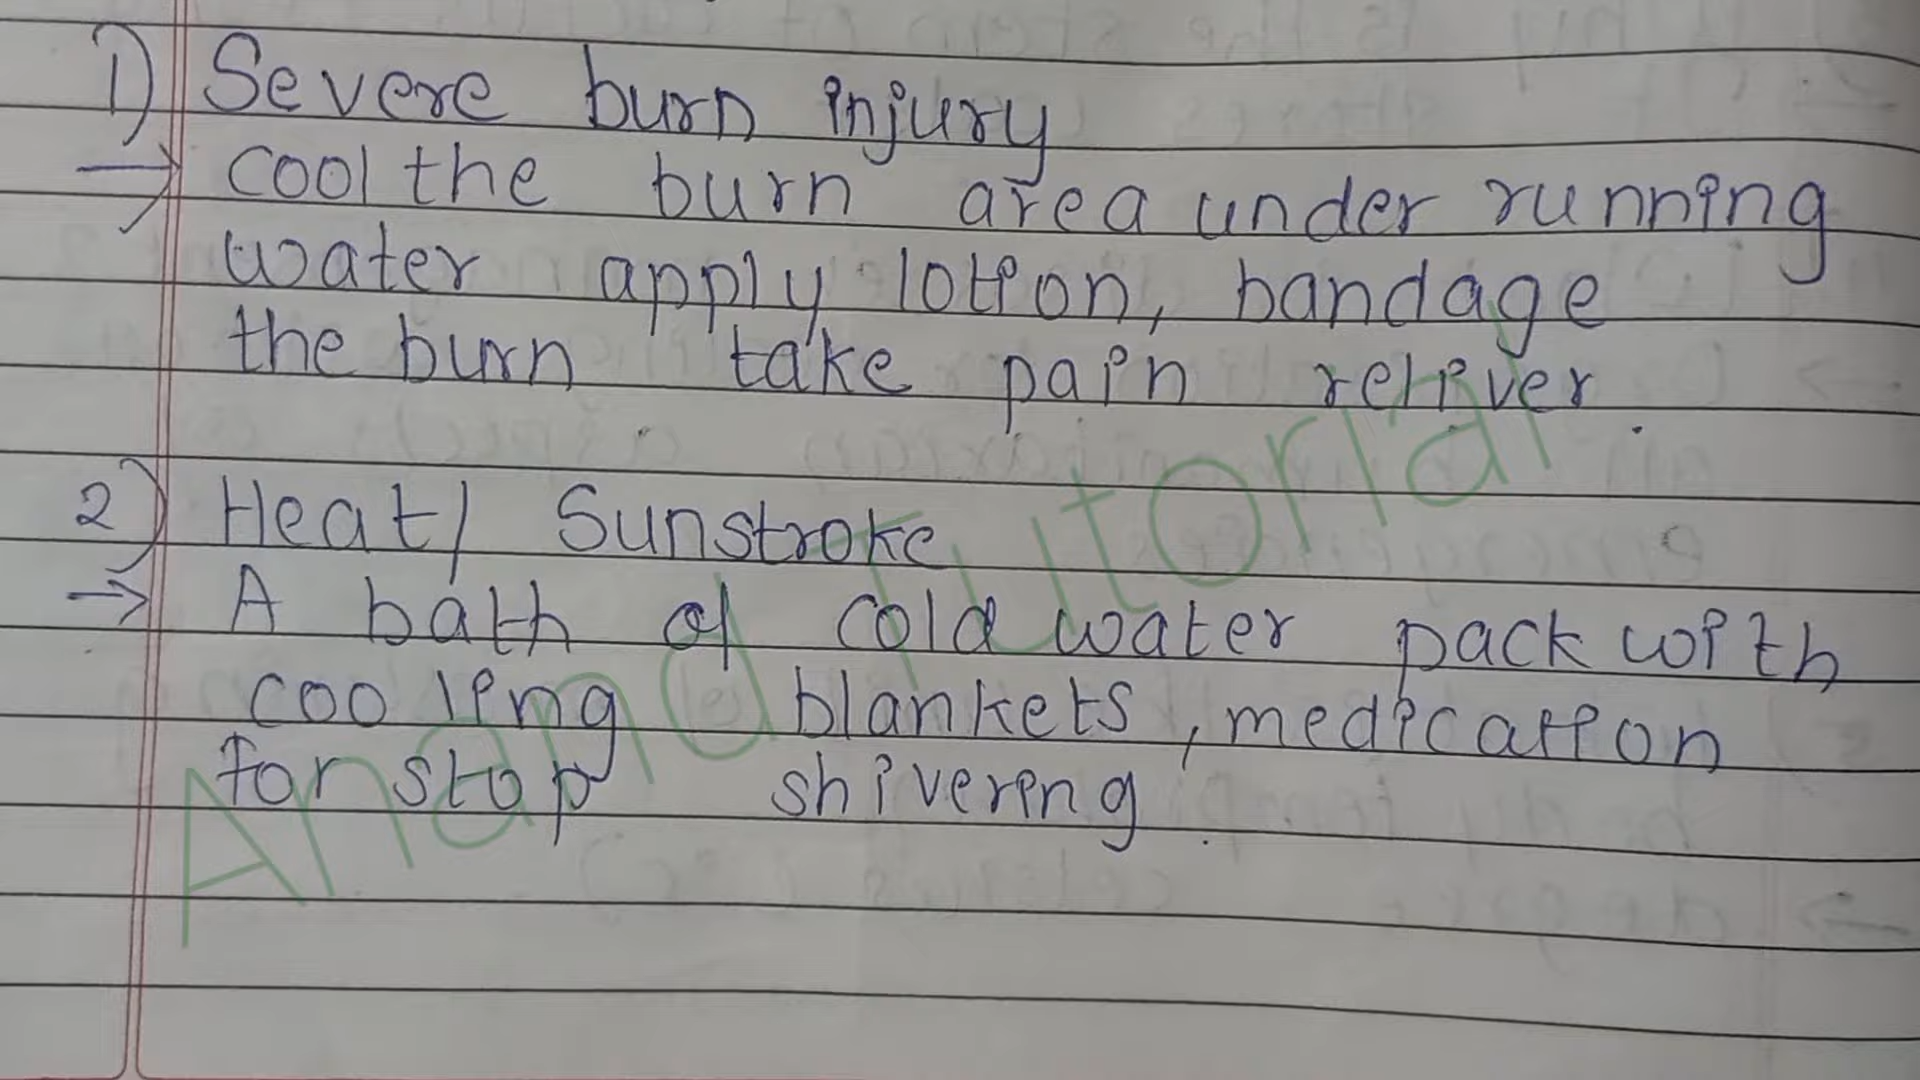 1) Severe burn injury
→ cool the burn area under running
water apply lotion, bandage
the burn take pain reliver.
2) Heat/ Sunstroke
→ A bath of cold water pack with
cooling blankets, medication
for stop shivering.
Anand Tutorial